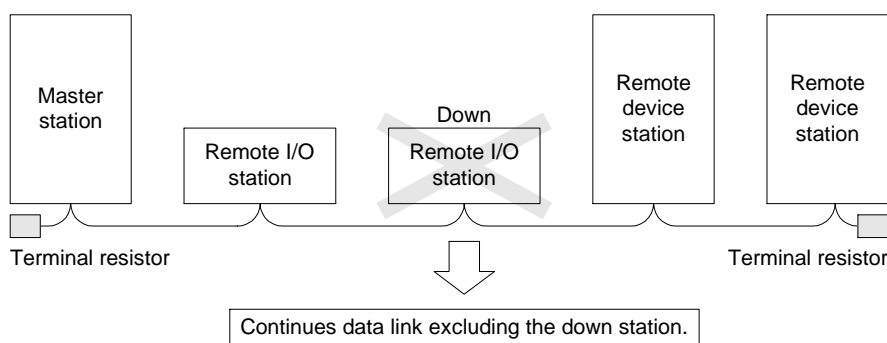 Master
station
Remote I/O
station
Down
Remote I/O
station
Remote
device
station
Remote
device
station
Terminal resistor
Terminal resistor
Continues data link excluding the down station.